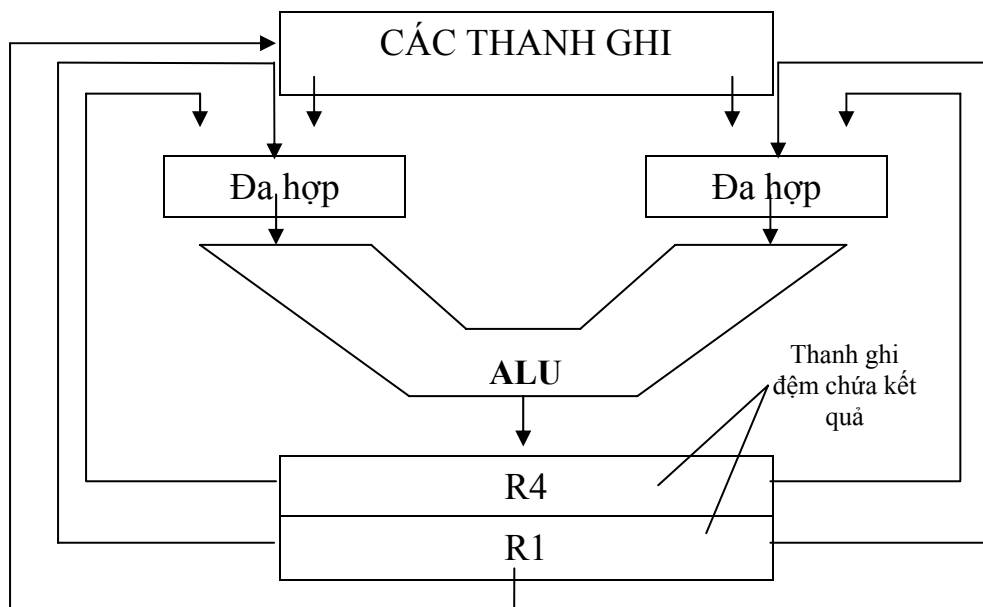 CÁC THANH GHI
Đa hợp
Đa hợp
ALU
Thanh ghi
đệm chứa kết
quả
R4
R1